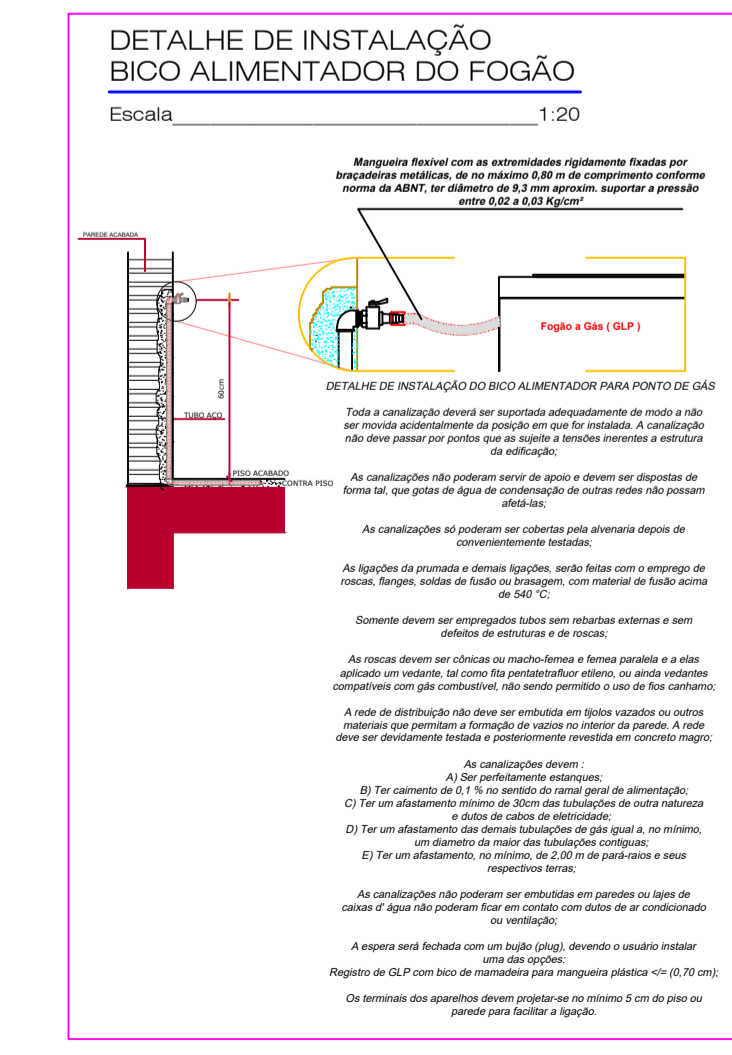 DETALHE DE INSTALAÇÃO
BICO ALIMENTADOR DO FOGÃO
Escala___________________________________1:20
Mangueira flexível com as extremidades rigidamente fixadas por
braçadeiras metálicas, de no máximo 0,80 m de comprimento conforme
norma da ABNT, ter diâmetro de 9,3 mm aproxim. suportar a pressão
entre 0,02 a 0,03 Kg/cm²
PAREDE ACABADA
Fogão a Gás ( GLP )
60cm
TUBO AÇO
PISO ACABADO
CONTRA PISO
DETALHE DE INSTALAÇÃO DO BICO ALIMENTADOR PARA PONTO DE GÁS
Toda a canalização deverá ser suportada adequadamente de modo a não
ser movida acidentalmente da posição em que for instalada. A canalização
não deve passar por pontos que as sujeite a tensões inerentes a estrutura
da edificação;
As canalizações não poderam servir de apoio e devem ser dispostas de
forma tal, que gotas de água de condensação de outras redes não possam
afetá-las;
As canalizações só poderam ser cobertas pela alvenaria depois de
convenientemente testadas;
As ligações da prumada e demais ligações, serão feitas com o emprego de
roscas, flanges, soldas de fusão ou brasagem, com material de fusão acima
de 540 °C;
Somente devem ser empregados tubos sem rebarbas externas e sem
defeitos de estruturas e de roscas;
As roscas devem ser cônicas ou macho-femea e femea paralela e a elas
aplicado um vedante, tal como fita pentatetrafluor etileno, ou ainda vedantes
compatíveis com gás combustível, não sendo permitido o uso de fios canhamo;
A rede de distribuição não deve ser embutida em tijolos vazados ou outros
materiais que permitam a formação de vazios no interior da parede. A rede
deve ser devidamente testada e posteriormente revestida em concreto magro;
As canalizações devem :
A) Ser perfeitamente estanques;
B) Ter caimento de 0,1 % no sentido do ramal geral de alimentação;
C) Ter um afastamento mínimo de 30cm das tubulações de outra natureza
e dutos de cabos de eletricidade;
D) Ter um afastamento das demais tubulações de gás igual a, no mínimo,
um diametro da maior das tubulações contiguas;
E) Ter um afastamento, no mínimo, de 2,00 m de pará-raios e seus
respectivos terras;
As canalizações não poderam ser embutidas em paredes ou lajes de
caixas d' água não poderam ficar em contato com dutos de ar condicionado
ou ventilação;
A espera será fechada com um bujão (plug), devendo o usuário instalar
uma das opções:
Registro de GLP com bico de mamadeira para mangueira plástica </= (0,70 cm);
Os terminais dos aparelhos devem projetar-se no mínimo 5 cm do piso ou
parede para facilitar a ligação.